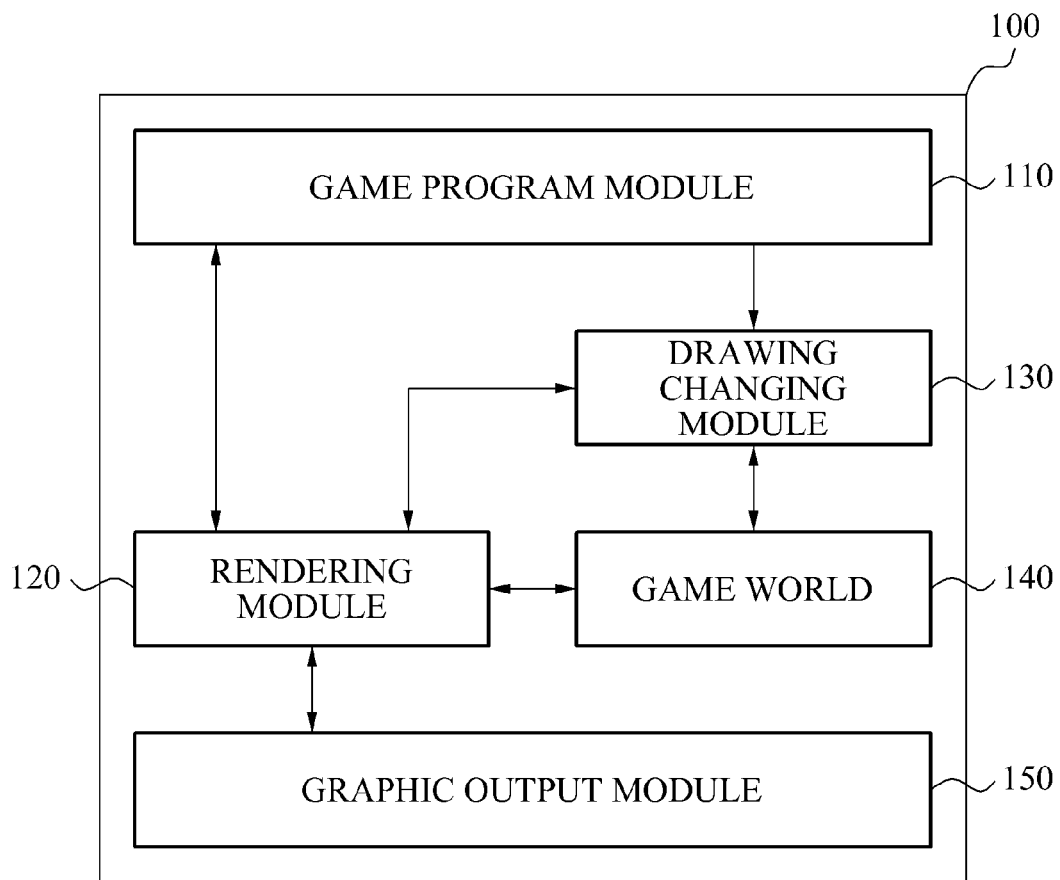 100
GAME PROGRAM MODULE
110
DRAWING
CHANGING
MODULE
130
120
RENDERING
MODULE
GAME WORLD
140
GRAPHIC OUTPUT MODULE
150